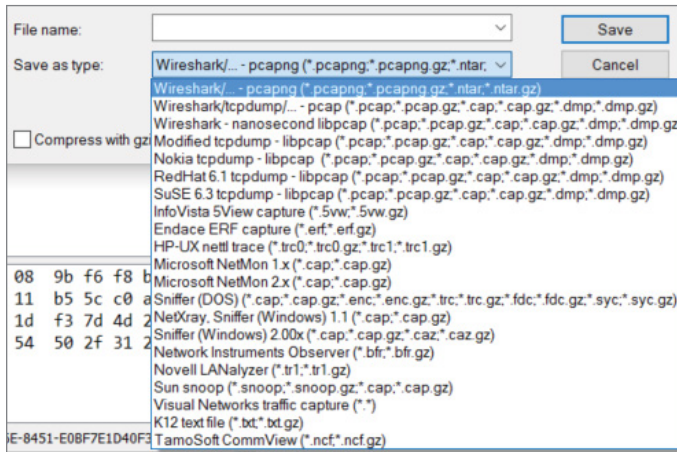 File name:
Save
Save as type:
Wireshark/... - pcapng (*.pcapng;*.pcapng.gz;*.ntar;
Cancel
Wireshark/... - pcapng (*.pcapng;*.pcapng.gz;*.ntar;*.ntar.gz)
Wireshark/tcpdump/... - pcap (*.pcap;*.pcap.gz;*.cap;*.cap.gz;*.dmp;*.dmp.gz)
Wireshark - nanosecond libpcap (*.pcap;*.pcap.gz;*.cap;*.cap.gz;*.dmp;*.dmp.gz
Compress with gzi
Modified tcpdump - libpcap (*.pcap;*.pcap.gz;*.cap;*.cap.gz;*.dmp;*.dmp.gz)
Nokia tcpdump - libpcap (*.pcap;*.pcap.gz;*.cap;*.cap.gz;*.dmp;*.dmp.gz)
RedHat 6.1 tcpdump - libpcap (*.pcap;*.pcap.gz;*.cap;*.cap.gz;*.dmp;*.dmp.gz)
SuSE 6.3 tcpdump - libpcap (*.pcap;*.pcap.gz;*.cap;*.cap.gz;*.dmp;*.dmp.gz)
InfoVista 5View capture (*.5vw;*.5vw.gz)
Endace ERF capture (*.erf;*.erf.gz)
HP-UX nettl trace (*.trc0;*.trc0.gz;*.trc1;*.trc1.gz)
Microsoft NetMon 1.x (*.cap;*.cap.gz)
Microsoft NetMon 2.x (*.cap;*.cap.gz)
Sniffer (DOS) (*.cap;*.cap.gz;*.enc;*.enc.gz;*.trc;*.trc.gz;*.fdc;*.fdc.gz;*.syc;*.syc.gz)
NetXray, Sniffer (Windows) 1.1 (*.cap;*.cap.gz)
Sniffer (Windows) 2.00x (*.cap;*.cap.gz;*.caz;*.caz.gz)
Network Instruments Observer (*.bfr;*.bfr.gz)
Novell LANalyzer (*.tr1;*.tr1.gz)
Sun snoop (*.snoop;*.snoop.gz;*.cap;*.cap.gz)
Visual Networks traffic capture (*.*)
K12 text file (*.txt;*.txt.gz)
TamoSoft CommView (*.ncf;*.ncf.gz)
08 9b f6 f8 b
11 b5 5c c0 a
1d f3 7d 4d 2
54 50 2f 31 2
6E-8451-E0BF7E1D40F3